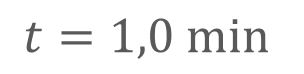 t = 1,0 min